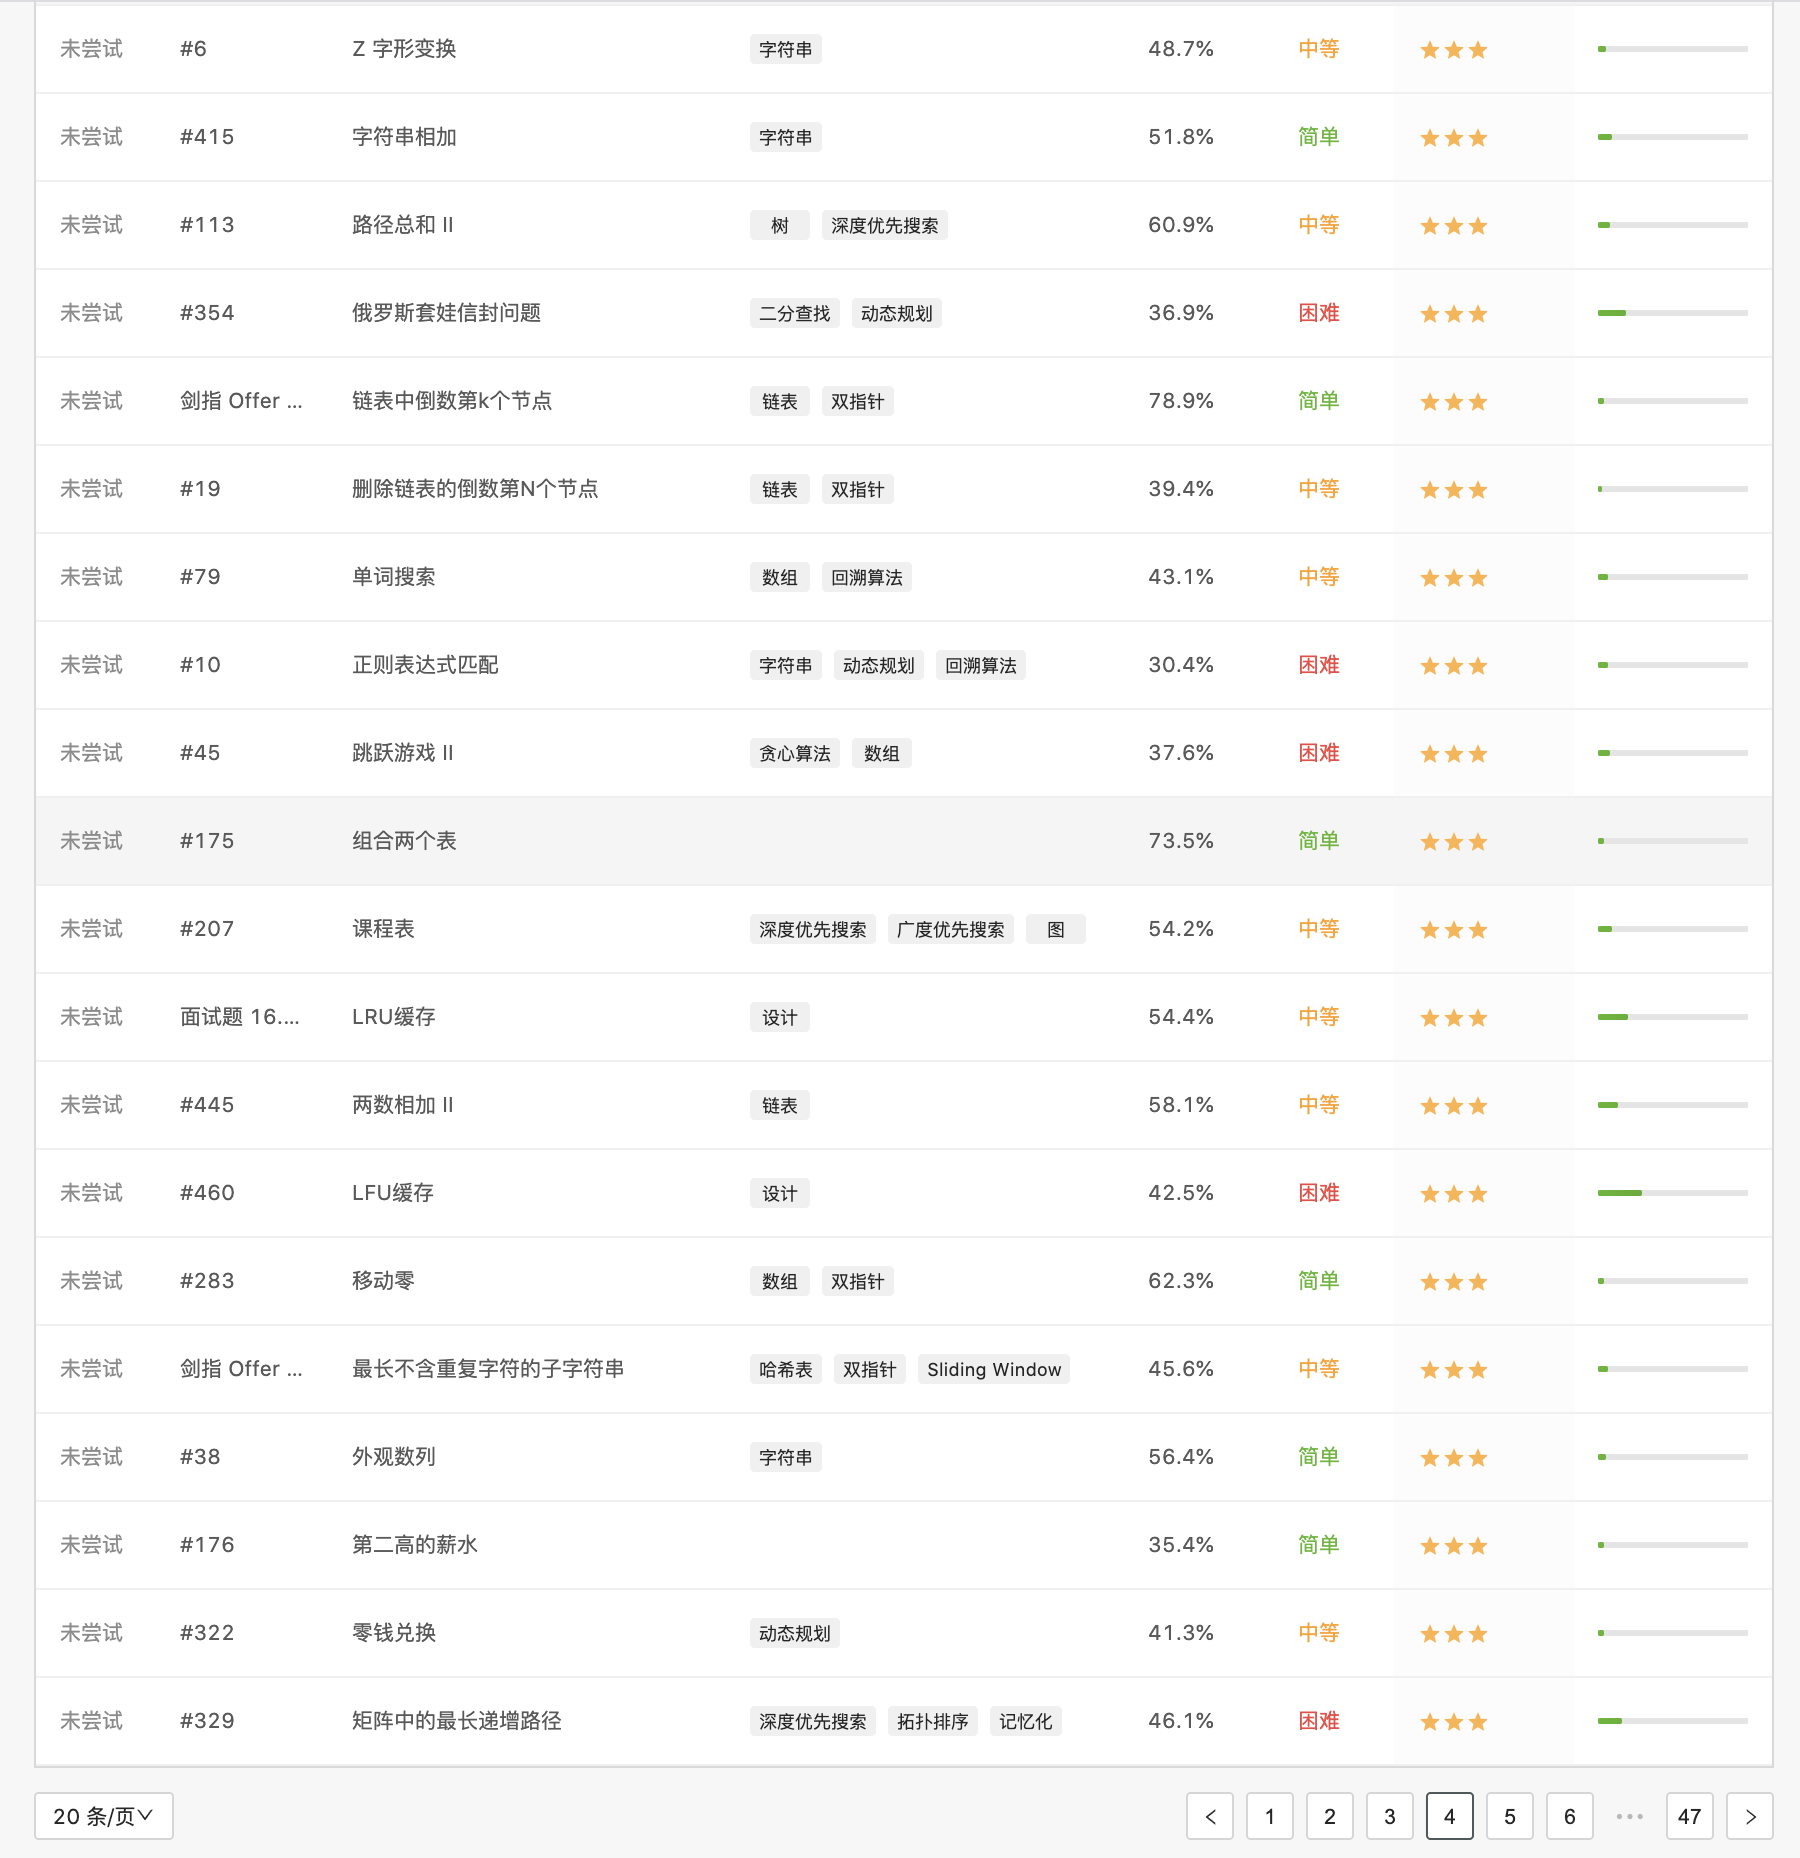 未尝试 #6 Z 字形变换 字符串 48.7% 中等
未尝试 #415 字符串相加 字符串 51.8% 简单
未尝试 #113 路径总和 II 树 深度优先搜索 60.9% 中等
未尝试 #354 俄罗斯套娃信封问题 二分查找 动态规划 36.9% 困难
未尝试 剑指 Offer ... 链表中倒数第k个节点 链表 双指针 78.9% 简单
未尝试 #19 删除链表的倒数第N个节点 链表 双指针 39.4% 中等
未尝试 #79 单词搜索 数组 回溯算法 43.1% 中等
未尝试 #10 正则表达式匹配 字符串 动态规划 回溯算法 30.4% 困难
未尝试 #45 跳跃游戏 II 贪心算法 数组 37.6% 困难
未尝试 #175 组合两个表 73.5% 简单
未尝试 #207 课程表 深度优先搜索 广度优先搜索 图 54.2% 中等
未尝试 面试题 16.... LRU缓存 设计 54.4% 中等
未尝试 #445 两数相加 II 链表 58.1% 中等
未尝试 #460 LFU缓存 设计 42.5% 困难
未尝试 #283 移动零 数组 双指针 62.3% 简单
未尝试 剑指 Offer ... 最长不含重复字符的子字符串 哈希表 双指针 Sliding Window 45.6% 中等
未尝试 #38 外观数列 字符串 56.4% 简单
未尝试 #176 第二高的薪水 35.4% 简单
未尝试 #322 零钱兑换 动态规划 41.3% 中等
未尝试 #329 矩阵中的最长递增路径 深度优先搜索 拓扑排序 记忆化 46.1% 困难
20 条/页 < 1 2 3 4 5 6 ••• 47 >